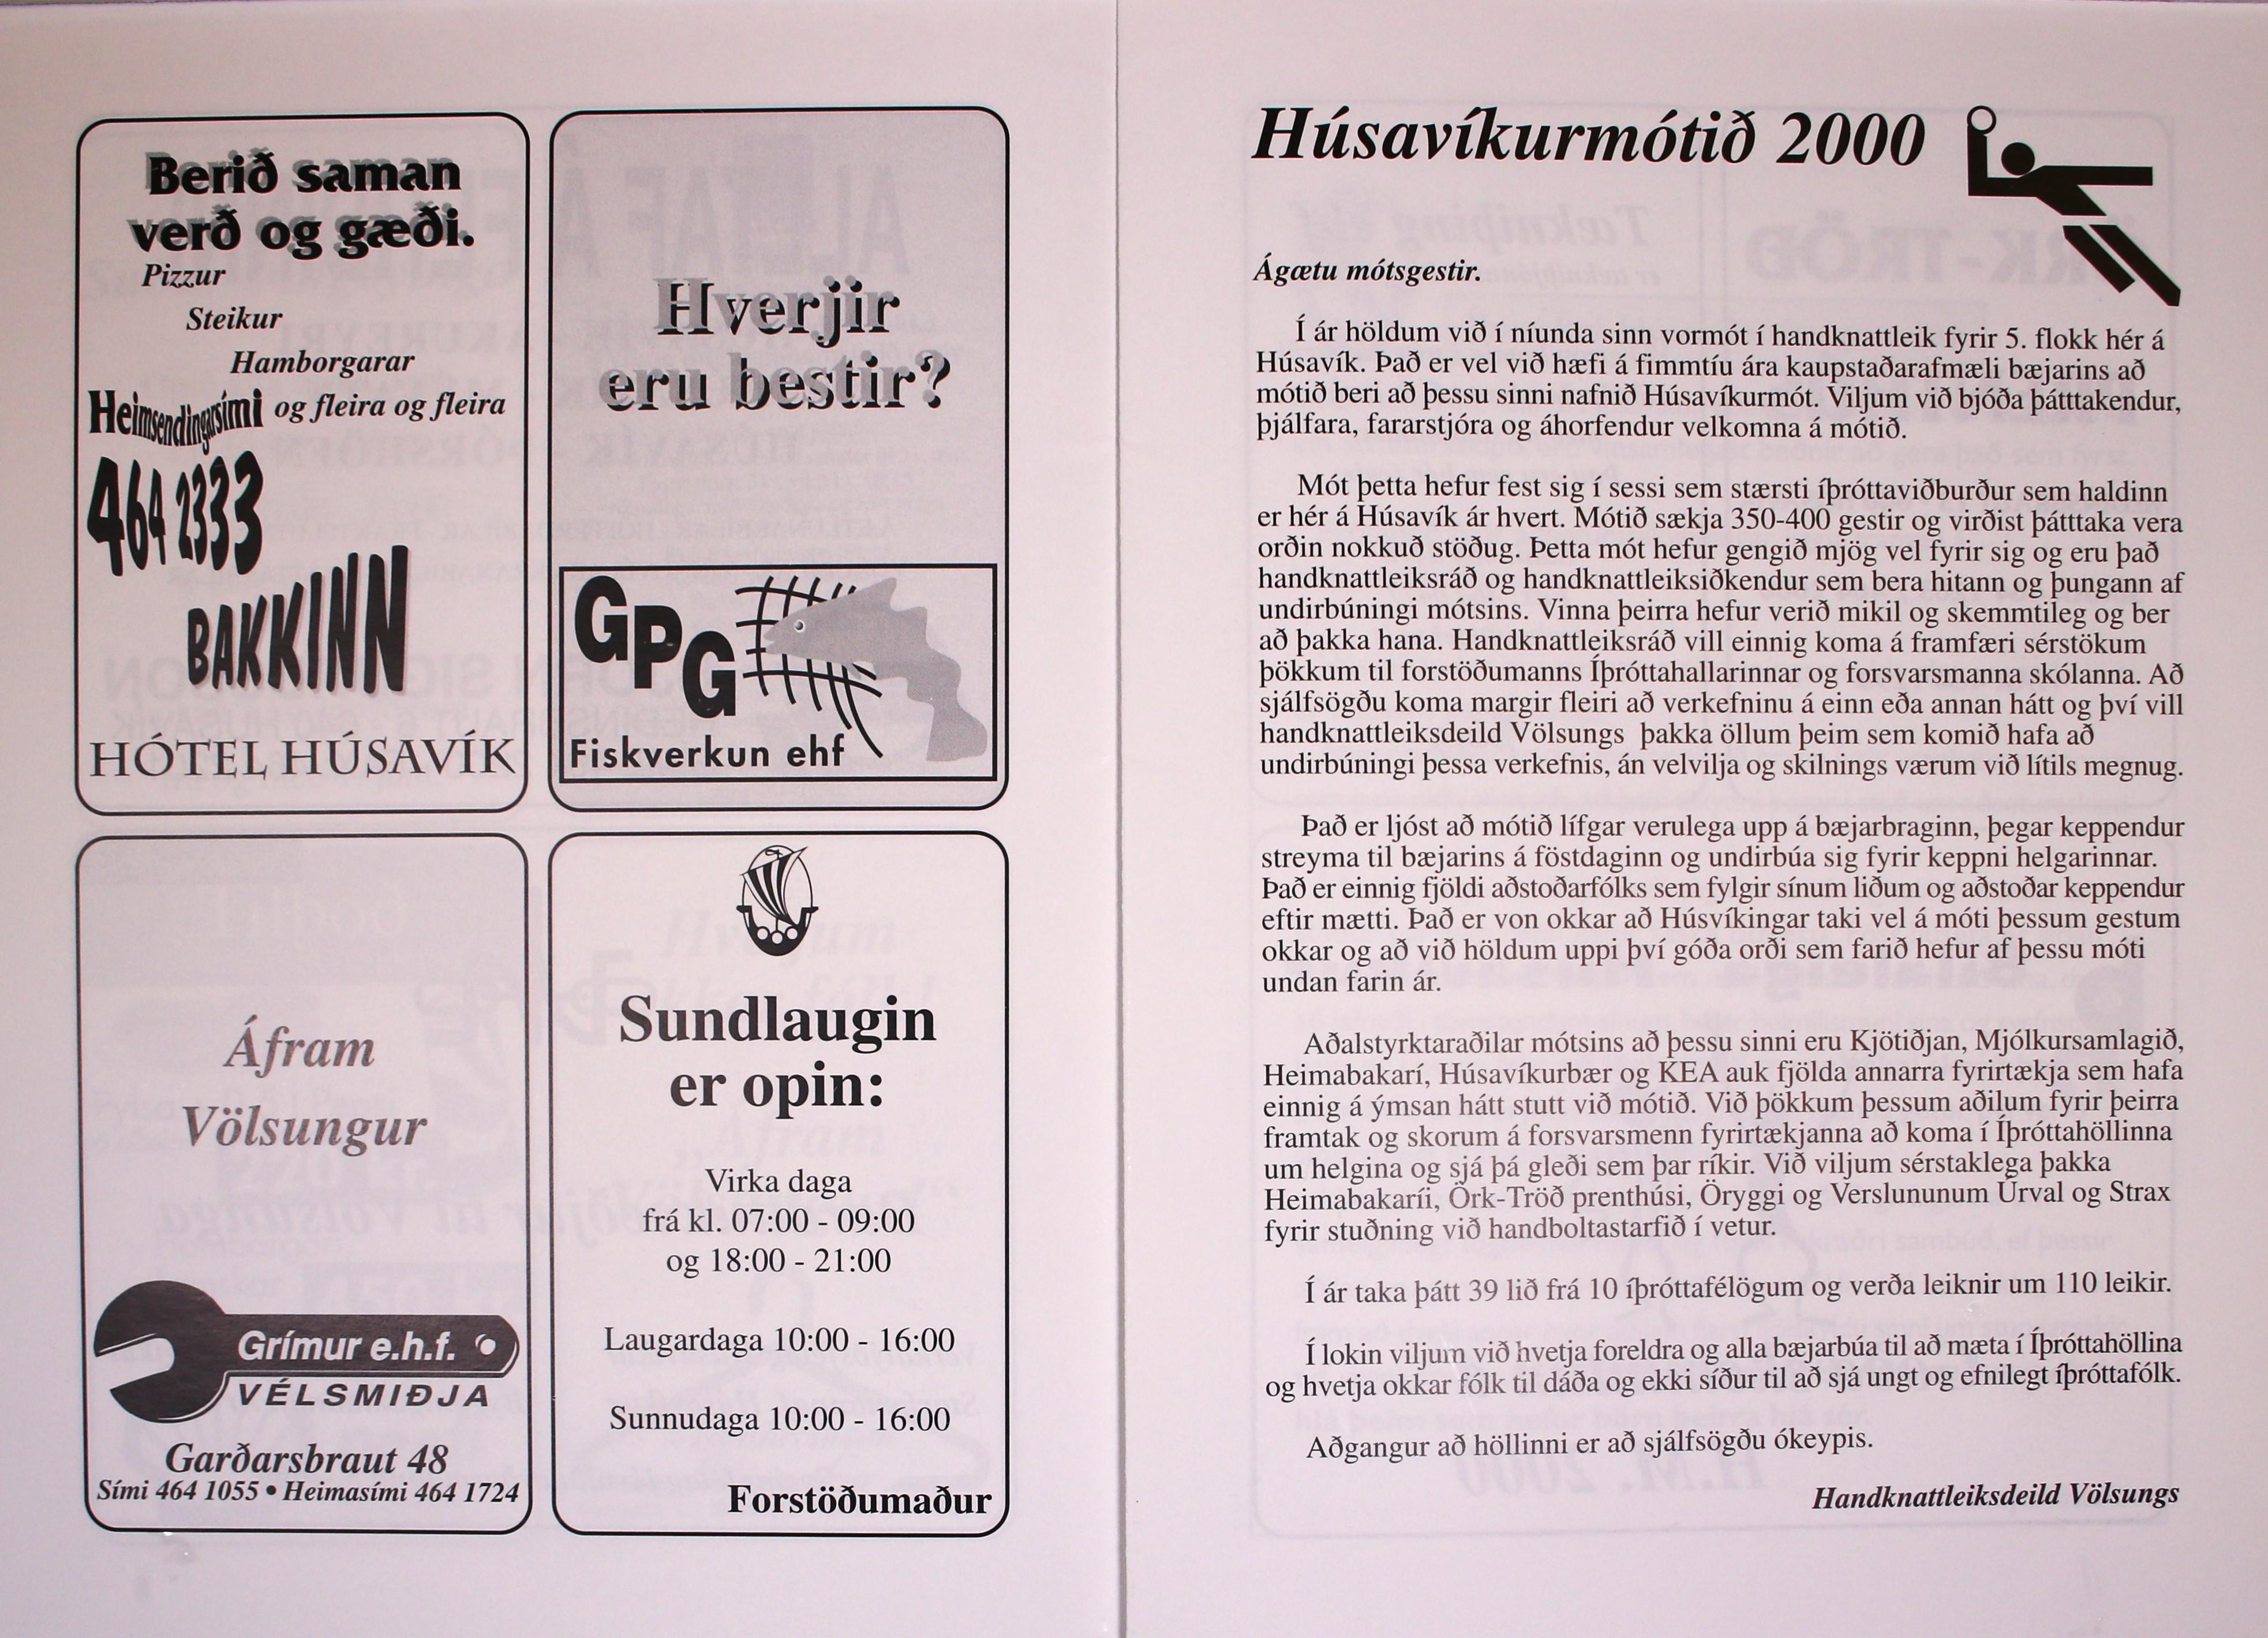 Berið saman
verð og gæði.
Pizzur
Steikur
Hamborgarar
Heimsendingarsími og fleira og fleira
464 2333
BAKKINN
HÓTEL HÚSAVÍK
Hverjir
eru bestir?
GPG
Fiskverkun ehf
Áfram
Völsungur
Grímur e.h.f.
VÉLSMIÐJA
Garðarsbraut 48
Sími 464 1055 • Heimasími 464 1724
Sundlaugin
er opin:
Virka daga
frá kl. 07:00 - 09:00
og 18:00 - 21:00
Laugardaga 10:00 - 16:00
Sunnudaga 10:00 - 16:00
Forstöðumaður
Húsavíkurmótið 2000
Ágætu mótsgestir.
Í ár höldum við í níunda sinn vormót í handknattleik fyrir 5. flokk hér á
Húsavík. Það er vel við hæfi á fimmtíu ára kaupstaðarafmæli bæjarins að
mótið beri að þessu sinni nafnið Húsavíkurmót. Viljum við bjóða þátttakendur,
þjálfara, fararstjóra og áhorfendur velkomna á mótið.
Mót þetta hefur fest sig í sessi sem stærsti íþróttaviðburður sem haldinn
er hér á Húsavík ár hvert. Mótið sækja 350-400 gestir og virðist þátttaka vera
orðin nokkuð stöðug. Þetta mót hefur gengið mjög vel fyrir sig og eru það
handknattleiksráð og handknattleiksiðkendur sem bera hitann og þungann af
undirbúningi mótsins. Vinna þeirra hefur verið mikil og skemmtileg og ber
að þakka hana. Handknattleiksráð vill einnig koma á framfæri sérstökum
þökkum til forstöðumanns Íþróttahallarinnar og forsvarsmanna skólanna. Að
sjálfsögðu koma margir fleiri að verkefninu á einn eða annan hátt og því vill
handknattleiksdeild Völsungs þakka öllum þeim sem komið hafa að
undirbúningi þessa verkefnis, án velvilja og skilnings værum við lítils megnug.
Það er ljóst að mótið lífgar verulega upp á bæjarbraginn, þegar keppendur
streyma til bæjarins á föstdaginn og undirbúa sig fyrir keppni helgarinnar.
Það er einnig fjöldi aðstoðarfólks sem fylgir sínum liðum og aðstoðar keppendur
eftir mætti. Það er von okkar að Húsvíkingar taki vel á móti þessum gestum
okkar og að við höldum uppi því góða orði sem farið hefur af þessu móti
undan farin ár.
Aðalstyrktaraðilar mótsins að þessu sinni eru Kjötiðjan, Mjólkursamlagið,
Heimabakarí, Húsavíkurbær og KEA auk fjölda annarra fyrirtækja sem hafa
einnig á ýmsan hátt stutt við mótið. Við þökkum þessum aðilum fyrir þeirra
framtak og skorum á forsvarsmenn fyrirtækjanna að koma í Íþróttahöllinna
um helgina og sjá þá gleði sem þar ríkir. Við viljum sérstaklega þakka
Heimabakaríi, Örk-Tröð prenthúsi, Öryggi og Verslununum Úrval og Strax
fyrir stuðning við handboltastarfið í vetur.
Í ár taka þátt 39 lið frá 10 íþróttafélögum og verða leiknir um 110 leikir.
Í lokin viljum við hvetja foreldra og alla bæjarbúa til að mæta í Íþróttahöllina
og hvetja okkar fólk til dáða og ekki síður til að sjá ungt og efnilegt íþróttafólk.
Aðgangur að höllinni er að sjálfsögðu ókeypis.
Handknattleiksdeild Völsungs